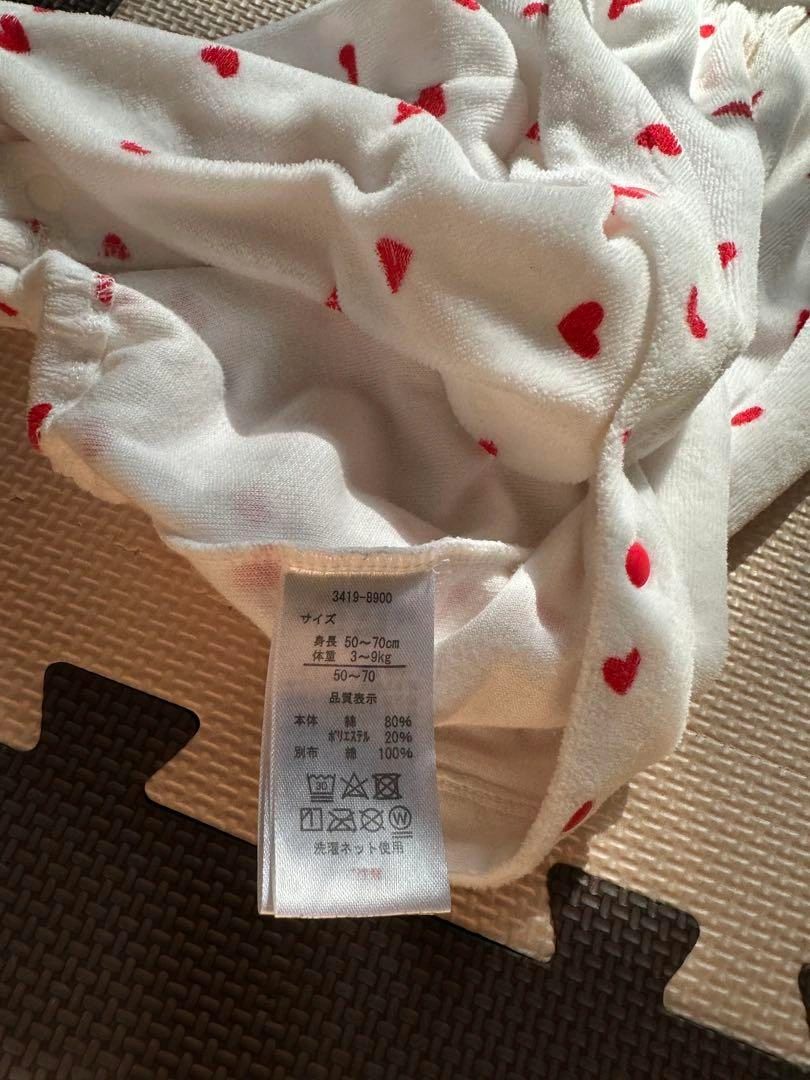 3419-8900
サイズ
身長 50～70cm
体重 3～9kg
50～70
品質表示
本体 綿 80%
ポリエステル 20%
別布 綿 100%
30
W
洗濯ネット使用